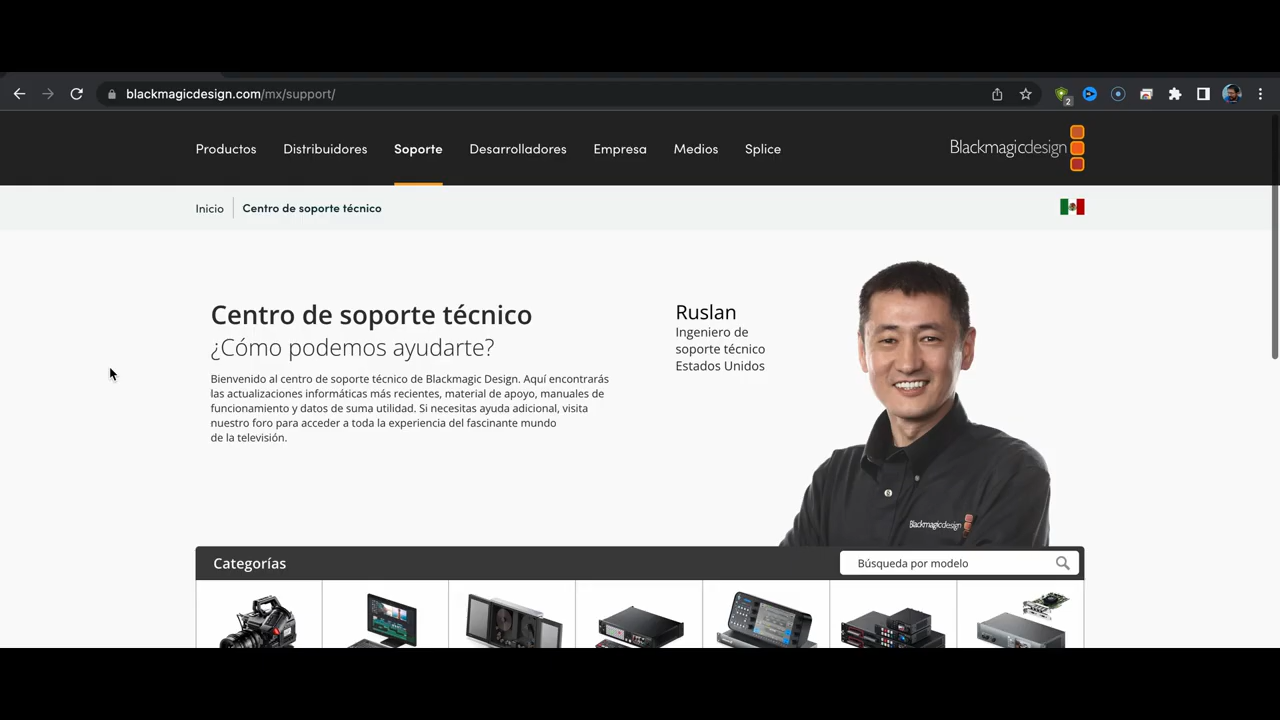 blackmagicdesign.com/mx/support/
2
Productos Distribuidores Soporte Desarrolladores Empresa Medios Splice
Blackmagicdesign
Inicio Centro de soporte técnico
Centro de soporte técnico
¿Cómo podemos ayudarte?
Bienvenido al centro de soporte técnico de Blackmagic Design. Aquí encontrarás
las actualizaciones informáticas más recientes, material de apoyo, manuales de
funcionamiento y datos de suma utilidad. Si necesitas ayuda adicional, visita
nuestro foro para acceder a toda la experiencia del fascinante mundo
de la televisión.
Ruslan
Ingeniero de
soporte técnico
Estados Unidos
Blackmagicdesign
Categorías
Búsqueda por modelo